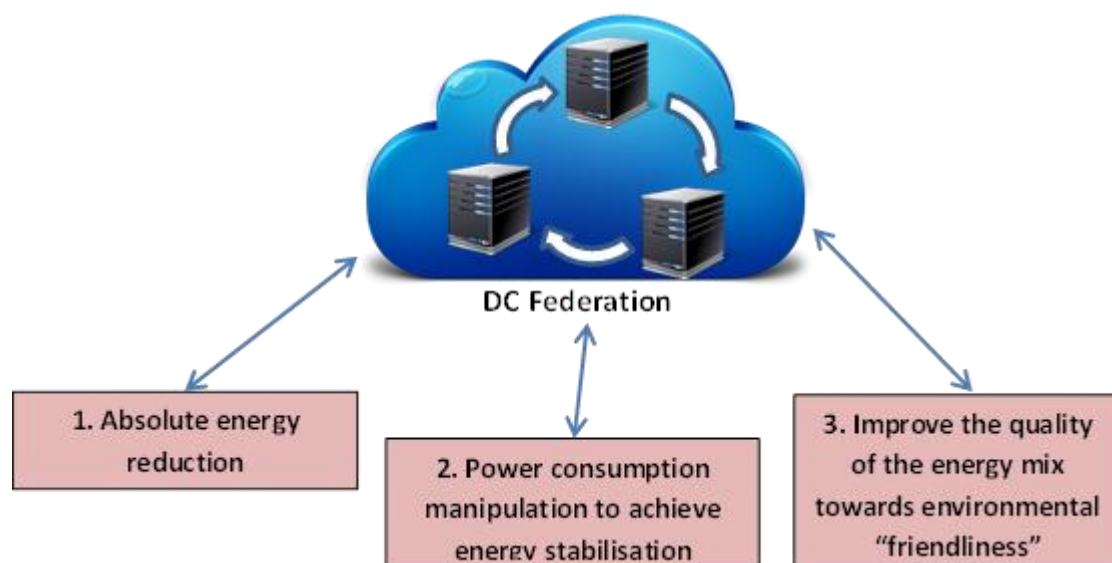 DC Federation
1. Absolute energy
reduction
2. Power consumption
manipulation to achieve
energy stabilisation
3. Improve the quality
of the energy mix
towards environmental
“friendliness”